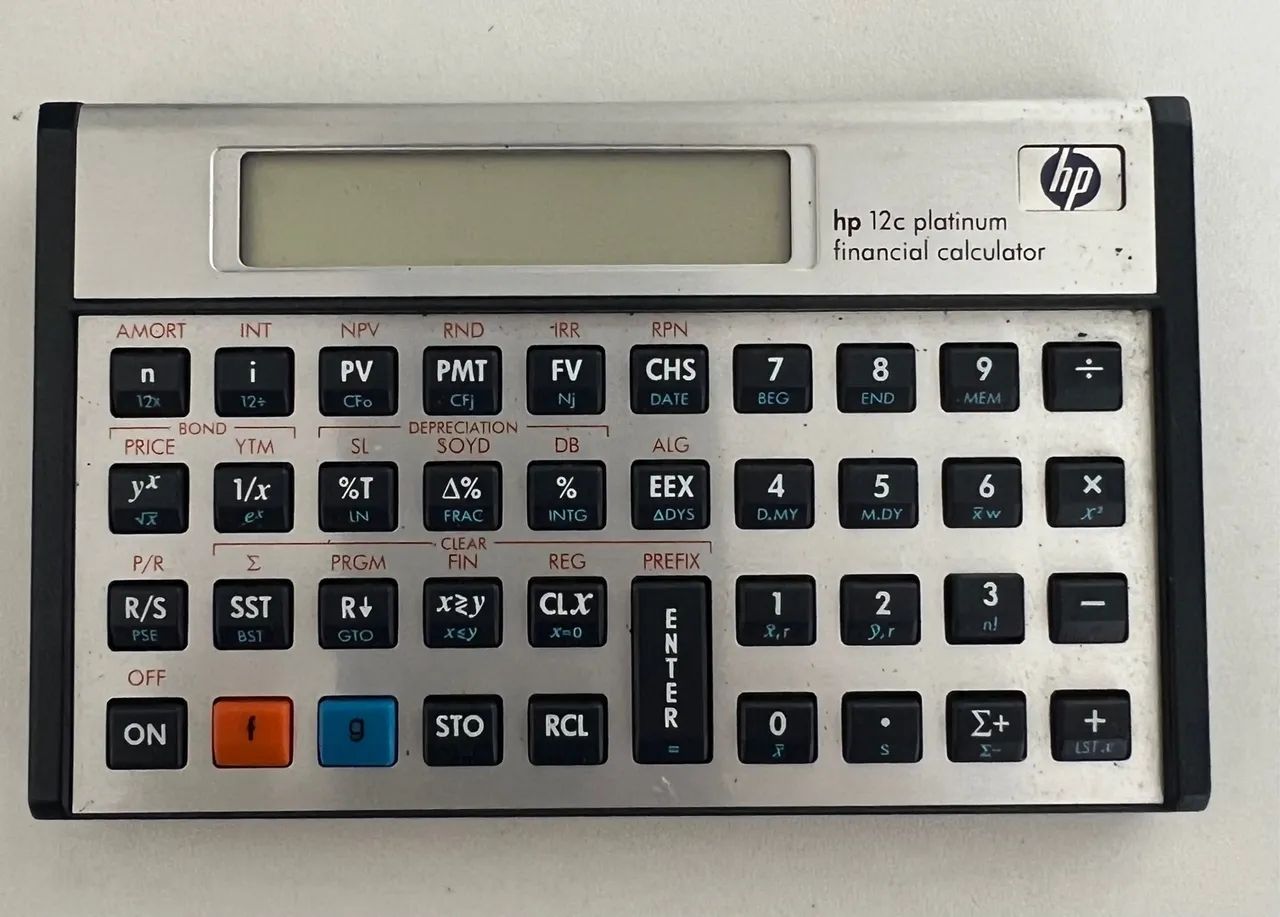 hp
hp 12c platinum
financial calculator
AMORT INT NPV RND IRR RPN
n i PV PMT FV CHS 7 8 9 ÷
12x 12÷ CFo CFj Nj DATE BEG END MEM
BOND DEPRECIATION
PRICE YTM SL SOYD DB ALG
yx 1/x %T Δ% % EEX 4 5 6 ×
√x ex LN FRAC INTG ΔDYS D.MY M.DY x̄w x²
CLEAR
P/R Σ PRGM FIN REG PREFIX
R/S SST R↓ x≷y CLx ENTER 1 2 3 −
PSE BST GTO x≤y x=0 x̂,r ŷ,r n!
OFF
ON f g STO RCL 0 • Σ+ +
= x̄ s Σ− LSTx